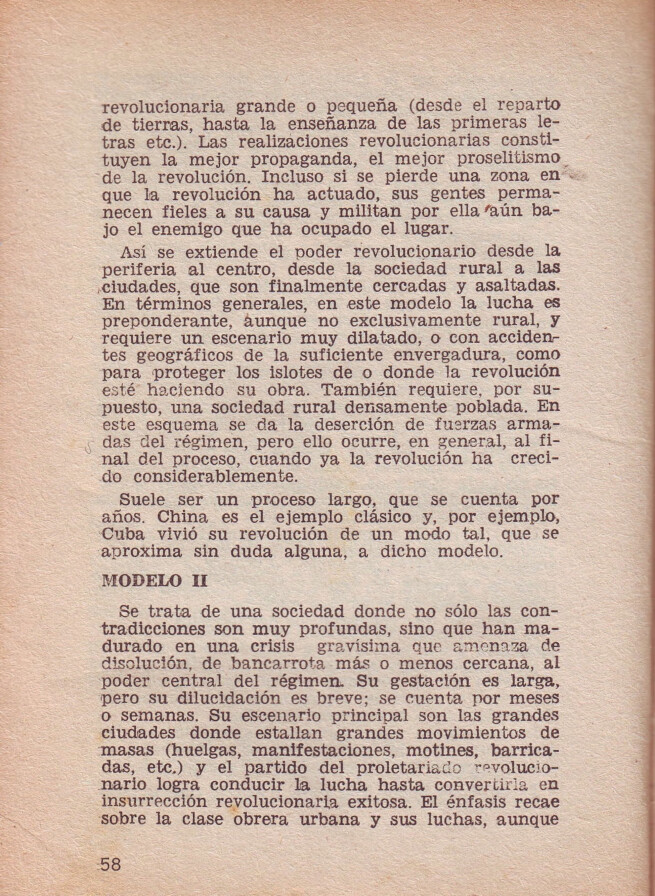 revolucionaria grande o pequeña (desde el reparto
de tierras, hasta la enseñanza de las primeras le-
tras etc.). Las realizaciones revolucionarias consti-
tuyen la mejor propaganda, el mejor proselitismo
de la revolución. Incluso si se pierde una zona en
que la revolución ha actuado, sus gentes perma-
necen fieles a su causa y militan por ella aún ba-
jo el enemigo que ha ocupado el lugar.
Así se extiende el poder revolucionario desde la
periferia al centro, desde la sociedad rural a las
ciudades, que son finalmente cercadas y asaltadas.
En términos generales, en este modelo la lucha es
preponderante, aunque no exclusivamente rural, y
requiere un escenario muy dilatado, o con acciden-
tes geográficos de la suficiente envergadura, como
para proteger los islotes de o donde la revolución
esté haciendo su obra. También requiere, por su-
puesto, una sociedad rural densamente poblada. En
este esquema se da la deserción de fuerzas arma-
das del régimen, pero ello ocurre, en general, al fi-
nal del proceso, cuando ya la revolución ha creci-
do considerablemente.
Suele ser un proceso largo, que se cuenta por
años. China es el ejemplo clásico y, por ejemplo,
Cuba vivió su revolución de un modo tal, que se
aproxima sin duda alguna, a dicho modelo.
MODELO II
Se trata de una sociedad donde no sólo las con-
tradicciones son muy profundas, sino que han ma-
durado en una crisis gravísima que amenaza de
disolución, de bancarrota más o menos cercana, al
poder central del régimen. Su gestación es larga,
pero su dilucidación es breve; se cuenta por meses
o semanas. Su escenario principal son las grandes
ciudades donde estallan grandes movimientos de
masas (huelgas, manifestaciones, motines, barrica-
das, etc.) y el partido del proletariado revolucio-
nario logra conducir la lucha hasta convertirla en
insurrección revolucionaria exitosa. El énfasis recae
sobre la clase obrera urbana y sus luchas, aunque
58